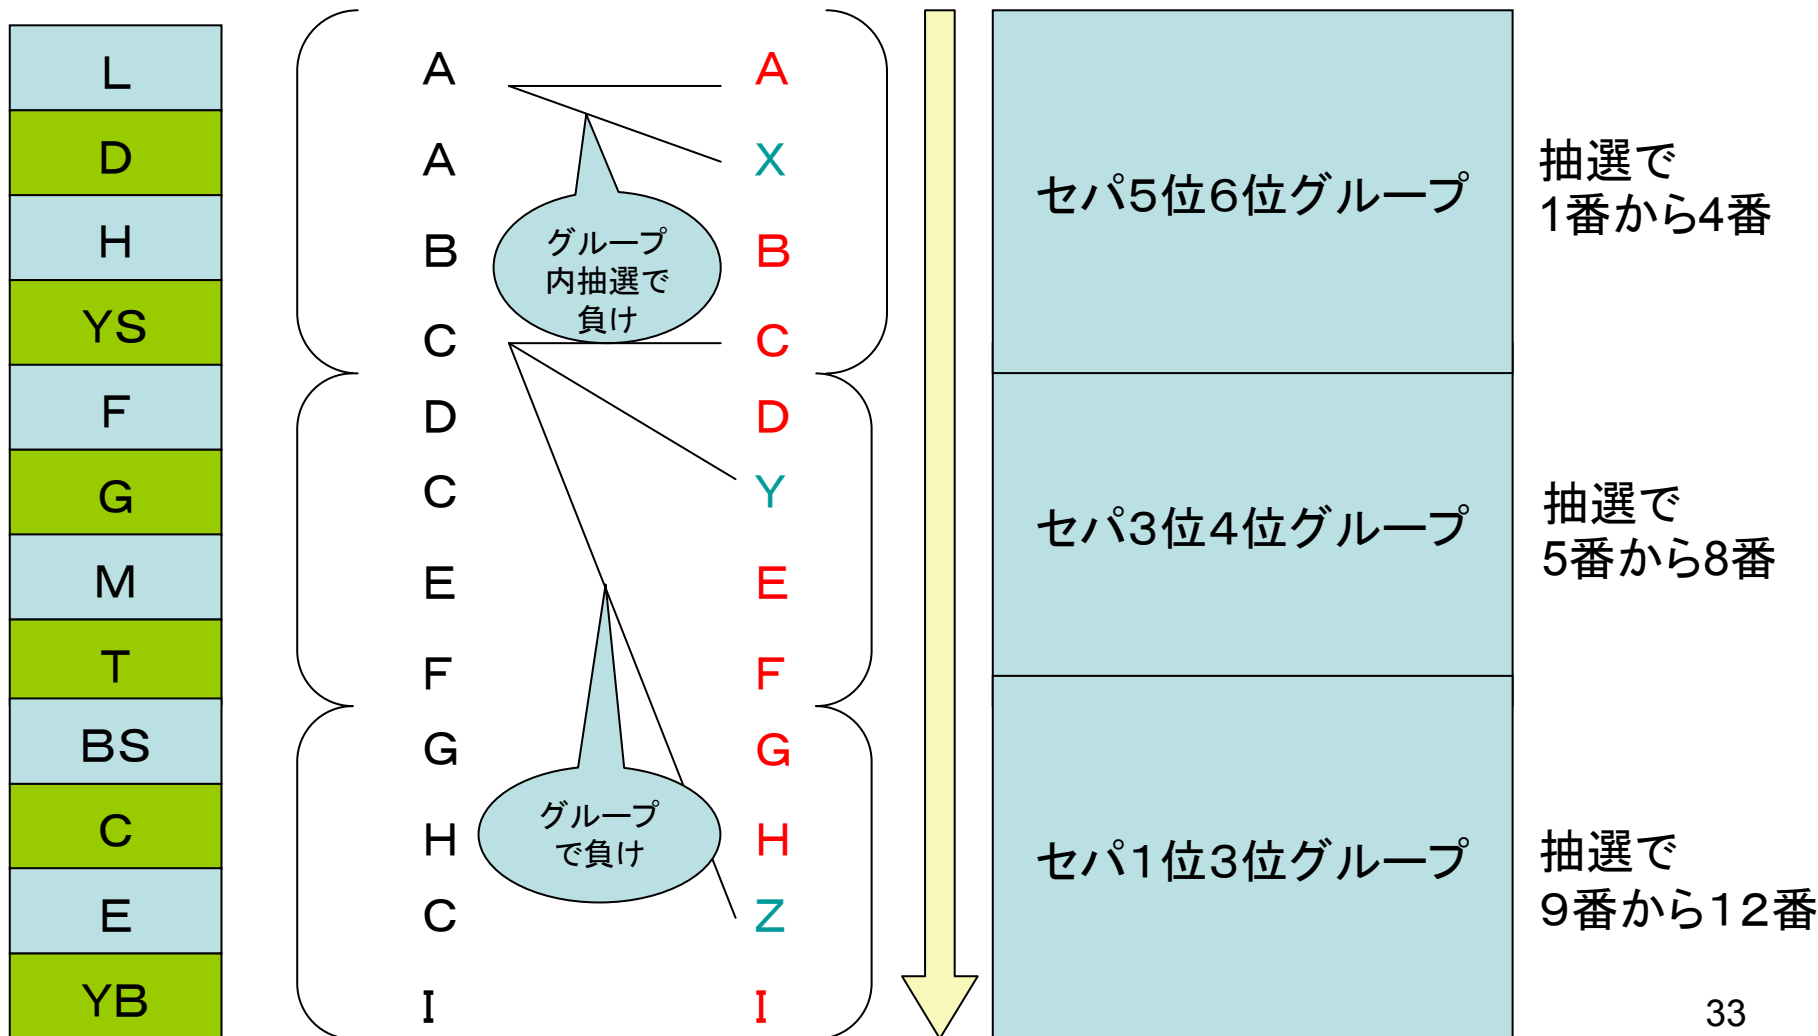 L
D
H
YS
F
G
M
T
BS
C
E
YB
A
A
B
C
D
C
E
F
G
H
C
I
グループ
内抽選で
負け
グループ
で負け
A
X
B
C
D
Y
E
F
G
H
Z
I
セパ5位6位グループ
セパ3位4位グループ
セパ1位3位グループ
抽選で
1番から4番
抽選で
5番から8番
抽選で
9番から12番
33